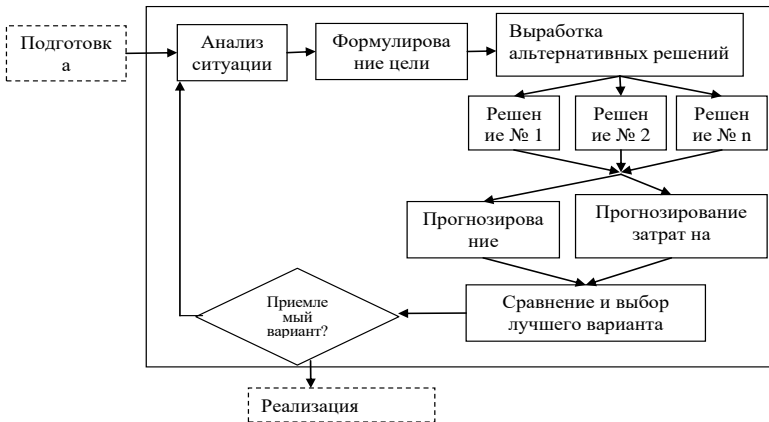 Подготовк
а
Анализ
ситуации
Формулирова
ние цели
Выработка
альтернативных решений
Решен
ие № 1
Решен
ие № 2
Решен
ие № n
Прогнозирова
ние
Прогнозирование
затрат на
Сравнение и выбор
лучшего варианта
Приемле
мый
вариант?
Реализация